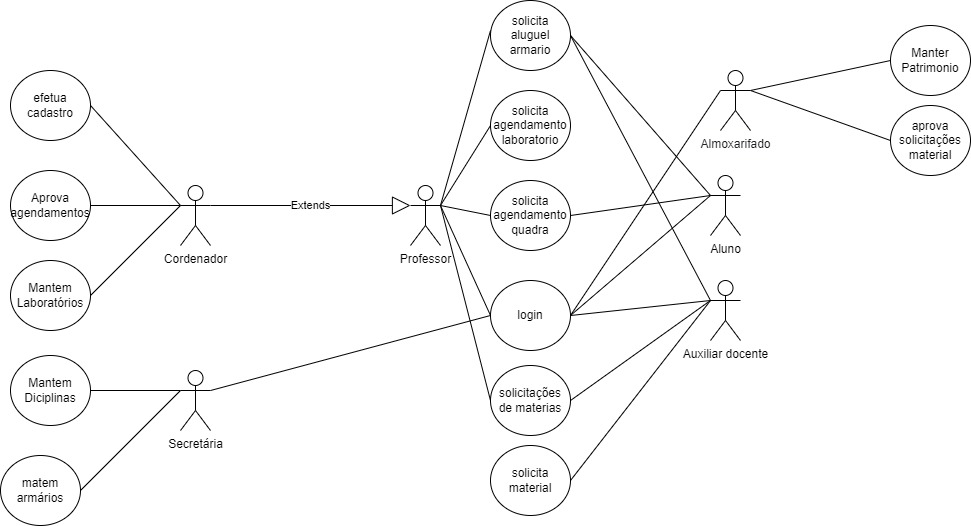 solicita
aluguel
armario
Manter
Patrimonio
efetua
cadastro
solicita
agendamento
laboratorio
Almoxarifado
aprova
solicitações
material
Aprova
agendamentos
Extends
solicita
agendamento
quadra
Cordenador
Professor
Aluno
Mantem
Laboratórios
login
Auxiliar docente
Mantem
Diciplinas
solicitações
de materias
Secretária
matem
armários
solicita
material